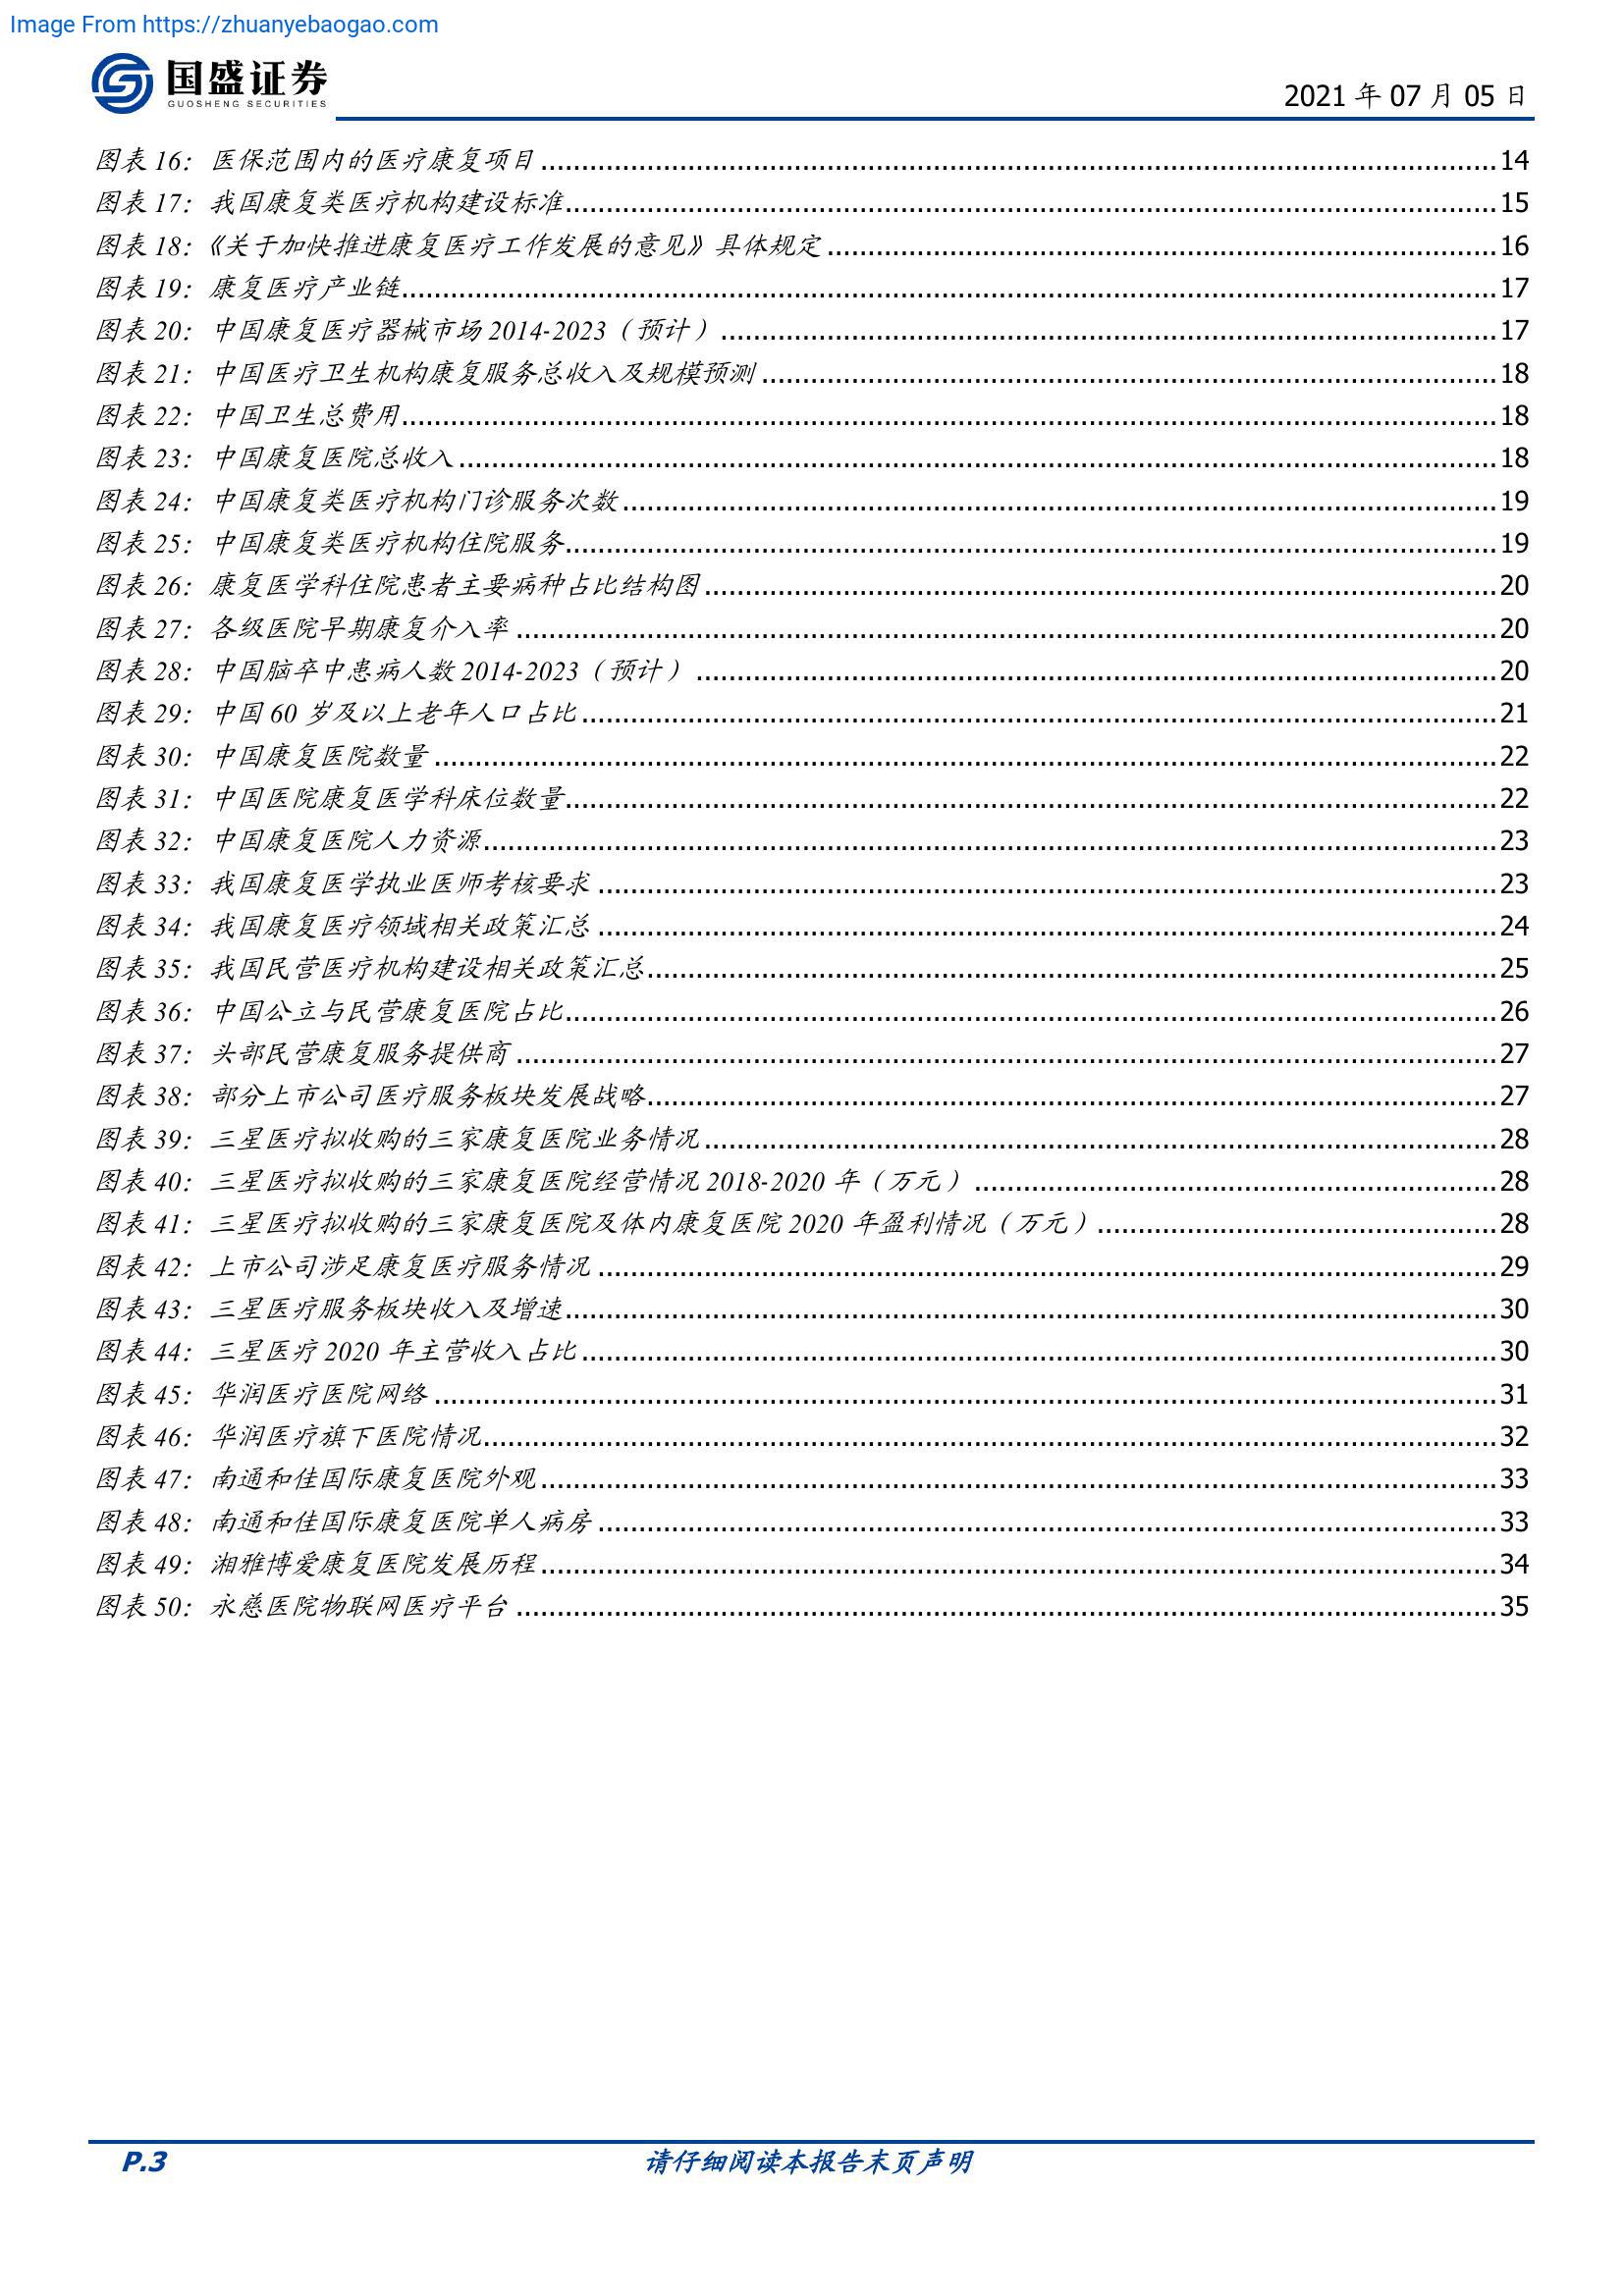 Image From https://zhuanyebaogao.com
国盛证券
GUOSHENG SECURITIES
2021 年 07 月 05 日
图表 16：医保范围内的医疗康复项目 14
图表 17：我国康复类医疗机构建设标准 15
图表 18：《关于加快推进康复医疗工作发展的意见》具体规定 16
图表 19：康复医疗产业链 17
图表 20：中国康复医疗器械市场 2014-2023（预计） 17
图表 21：中国医疗卫生机构康复服务总收入及规模预测 18
图表 22：中国卫生总费用 18
图表 23：中国康复医院总收入 18
图表 24：中国康复类医疗机构门诊服务次数 19
图表 25：中国康复类医疗机构住院服务 19
图表 26：康复医学科住院患者主要病种占比结构图 20
图表 27：各级医院早期康复介入率 20
图表 28：中国脑卒中患病人数 2014-2023（预计） 20
图表 29：中国 60 岁及以上老年人口占比 21
图表 30：中国康复医院数量 22
图表 31：中国医院康复医学科床位数量 22
图表 32：中国康复医院人力资源 23
图表 33：我国康复医学执业医师考核要求 23
图表 34：我国康复医疗领域相关政策汇总 24
图表 35：我国民营医疗机构建设相关政策汇总 25
图表 36：中国公立与民营康复医院占比 26
图表 37：头部民营康复服务提供商 27
图表 38：部分上市公司医疗服务板块发展战略 27
图表 39：三星医疗拟收购的三家康复医院业务情况 28
图表 40：三星医疗拟收购的三家康复医院经营情况 2018-2020 年（万元） 28
图表 41：三星医疗拟收购的三家康复医院及体内康复医院 2020 年盈利情况（万元） 28
图表 42：上市公司涉足康复医疗服务情况 29
图表 43：三星医疗服务板块收入及增速 30
图表 44：三星医疗 2020 年主营收入占比 30
图表 45：华润医疗医院网络 31
图表 46：华润医疗旗下医院情况 32
图表 47：南通和佳国际康复医院外观 33
图表 48：南通和佳国际康复医院单人病房 33
图表 49：湘雅博爱康复医院发展历程 34
图表 50：永慈医院物联网医疗平台 35
P.3
请仔细阅读本报告末页声明